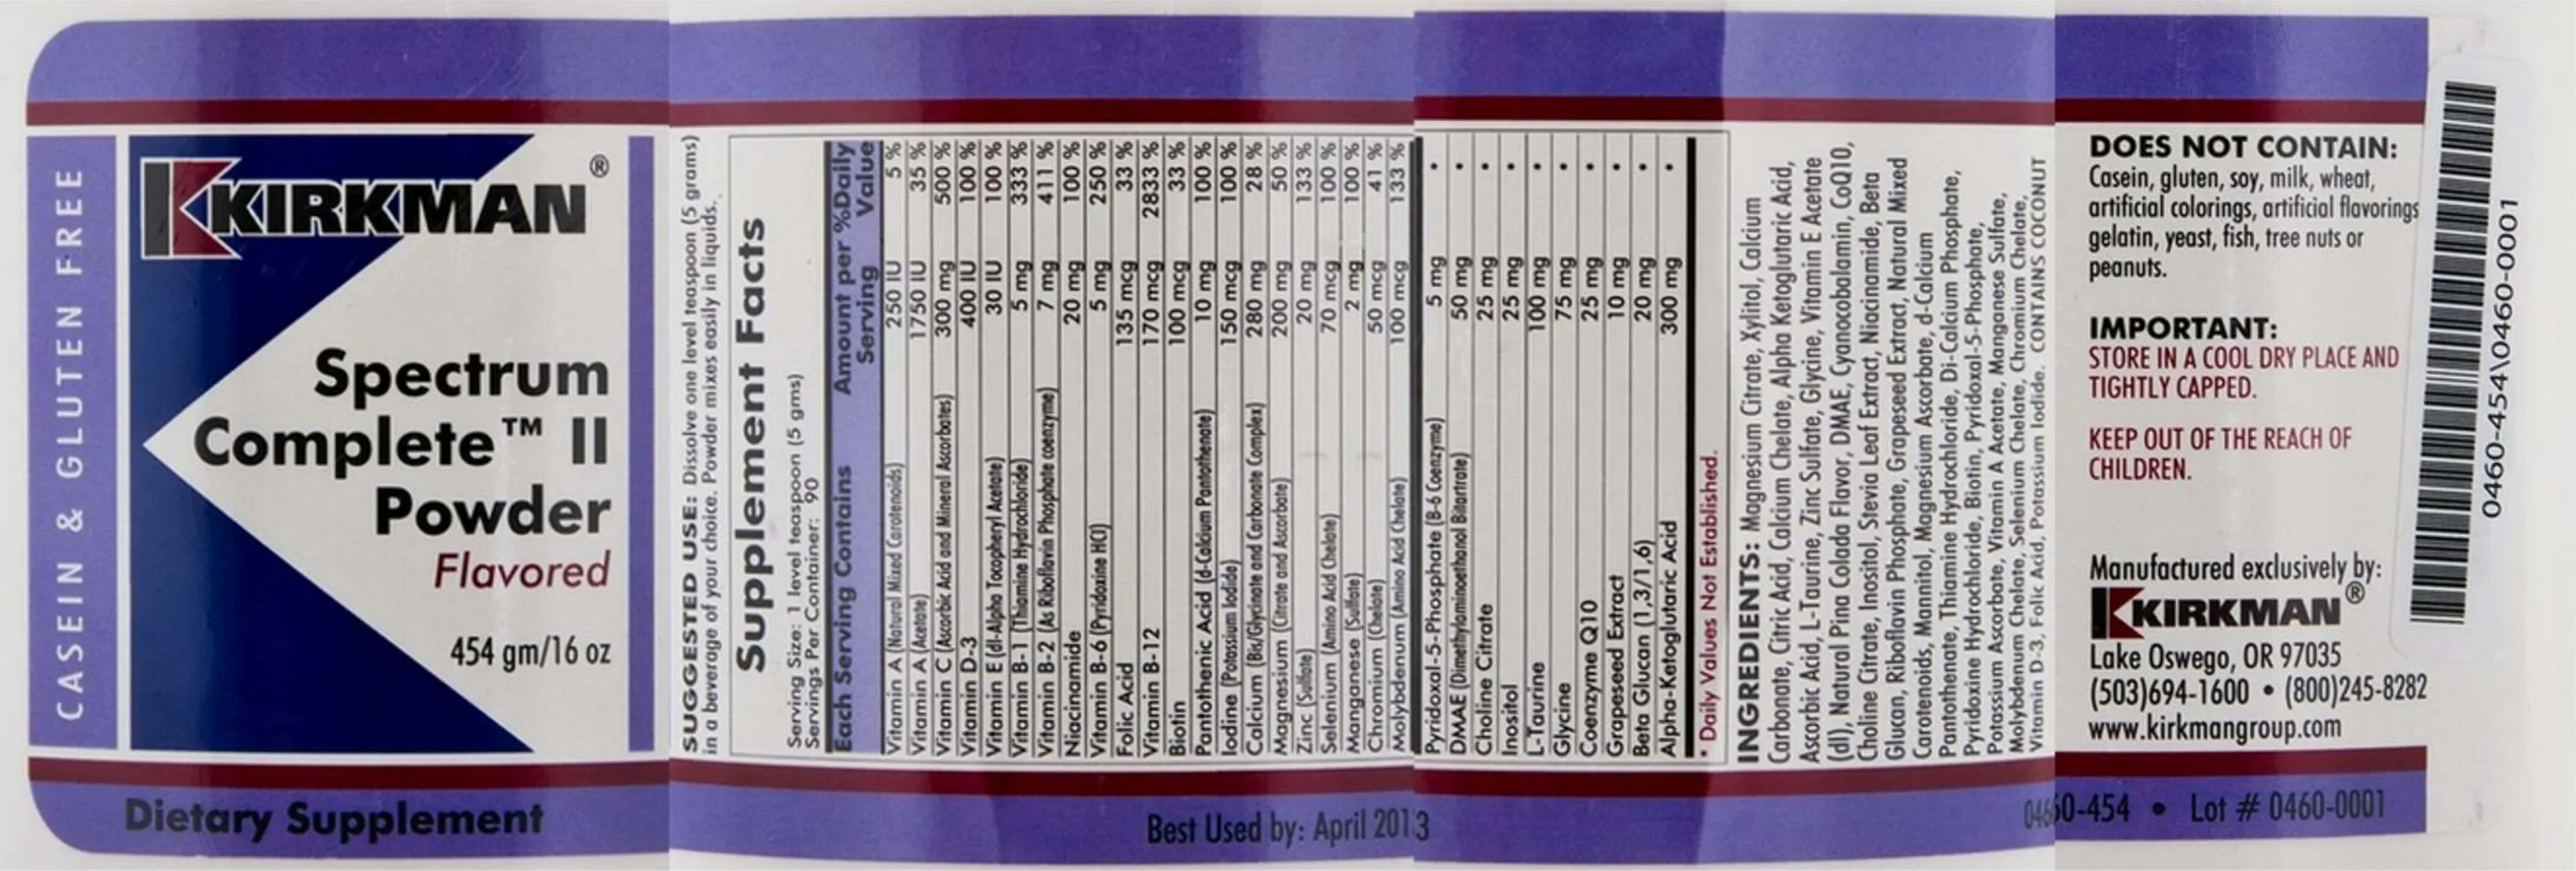 CASEIN & GLUTEN FREE
KIRKMAN®
Spectrum
Complete™ II
Powder
Flavored
454 gm/16 oz
Dietary Supplement
SUGGESTED USE: Dissolve one level teaspoon (5 grams)
in a beverage of your choice. Powder mixes easily in liquids.
Supplement Facts
Serving Size: 1 level teaspoon (5 gms)
Servings Per Container: 90
Each Serving Contains Amount per Serving %Daily Value
Vitamin A (Natural Mixed Carotenoids) 250 IU 5 %
Vitamin A (Acetate) 1750 IU 35 %
Vitamin C (Ascorbic Acid and Mineral Ascorbates) 300 mg 500 %
Vitamin D-3 400 IU 100 %
Vitamin E (dl-Alpha Tocopheryl Acetate) 30 IU 100 %
Vitamin B-1 (Thiamine Hydrochloride) 5 mg 333 %
Vitamin B-2 (As Riboflavin Phosphate coenzyme) 7 mg 411 %
Niacinamide 20 mg 100 %
Vitamin B-6 (Pyridoxine HCl) 5 mg 250 %
Folic Acid 135 mcg 33 %
Vitamin B-12 170 mcg 2833 %
Biotin 100 mcg 33 %
Pantothenic Acid (d-Calcium Pantothenate) 10 mg 100 %
Iodine (Potassium Iodide) 150 mcg 100 %
Calcium (Bis/Glycinate and Carbonate Complex) 280 mg 28 %
Magnesium (Citrate and Ascorbate) 200 mg 50 %
Zinc (Sulfate) 20 mg 133 %
Selenium (Amino Acid Chelate) 70 mcg 100 %
Manganese (Sulfate) 2 mg 100 %
Chromium (Chelate) 50 mcg 41 %
Molybdenum (Amino Acid Chelate) 100 mcg 133 %
Pyridoxal-5-Phosphate (B-6 Coenzyme) 5 mg *
DMAE (Dimethylaminoethanol Bitartrate) 50 mg *
Choline Citrate 25 mg *
Inositol 25 mg *
L-Taurine 100 mg *
Glycine 75 mg *
Coenzyme Q10 25 mg *
Grapeseed Extract 10 mg *
Beta Glucan (1,3/1,6) 20 mg *
Alpha-Ketoglutaric Acid 300 mg *
* Daily Values Not Established.
INGREDIENTS: Magnesium Citrate, Xylitol, Calcium
Carbonate, Citric Acid, Calcium Chelate, Alpha Ketoglutaric Acid,
Ascorbic Acid, L-Taurine, Zinc Sulfate, Glycine, Vitamin E Acetate
(dl), Natural Pina Colada Flavor, DMAE, Cyanocobalamin, CoQ10,
Choline Citrate, Inositol, Stevia Leaf Extract, Niacinamide, Beta
Glucan, Riboflavin Phosphate, Grapeseed Extract, Natural Mixed
Carotenoids, Mannitol, Magnesium Ascorbate, d-Calcium
Pantothenate, Thiamine Hydrochloride, Di-Calcium Phosphate,
Pyridoxine Hydrochloride, Biotin, Pyridoxal-5-Phosphate,
Potassium Ascorbate, Vitamin A Acetate, Manganese Sulfate,
Molybdenum Chelate, Selenium Chelate, Chromium Chelate,
Vitamin D-3, Folic Acid, Potassium Iodide. CONTAINS COCONUT
Best Used by: April 2013
DOES NOT CONTAIN:
Casein, gluten, soy, milk, wheat,
artificial colorings, artificial flavorings
gelatin, yeast, fish, tree nuts or
peanuts.
IMPORTANT:
STORE IN A COOL DRY PLACE AND
TIGHTLY CAPPED.
KEEP OUT OF THE REACH OF
CHILDREN.
Manufactured exclusively by:
KIRKMAN®
Lake Oswego, OR 97035
(503)694-1600 • (800)245-8282
www.kirkmangroup.com
0460-454 • Lot # 0460-0001
0460-454\0460-0001